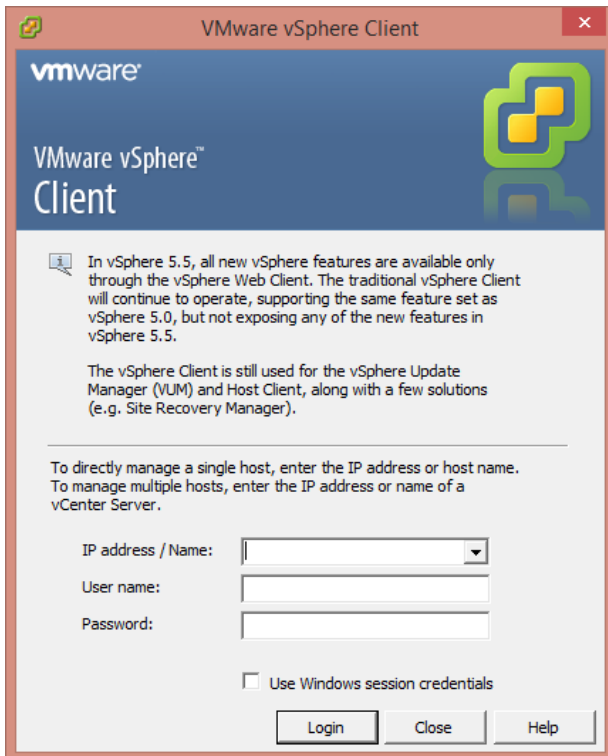 VMware vSphere Client
vmware
VMware vSphere™
Client
In vSphere 5.5, all new vSphere features are available only
through the vSphere Web Client. The traditional vSphere Client
will continue to operate, supporting the same feature set as
vSphere 5.0, but not exposing any of the new features in
vSphere 5.5.
The vSphere Client is still used for the vSphere Update
Manager (VUM) and Host Client, along with a few solutions
(e.g. Site Recovery Manager).
To directly manage a single host, enter the IP address or host name.
To manage multiple hosts, enter the IP address or name of a
vCenter Server.
IP address / Name:
User name:
Password:
Use Windows session credentials
Login Close Help